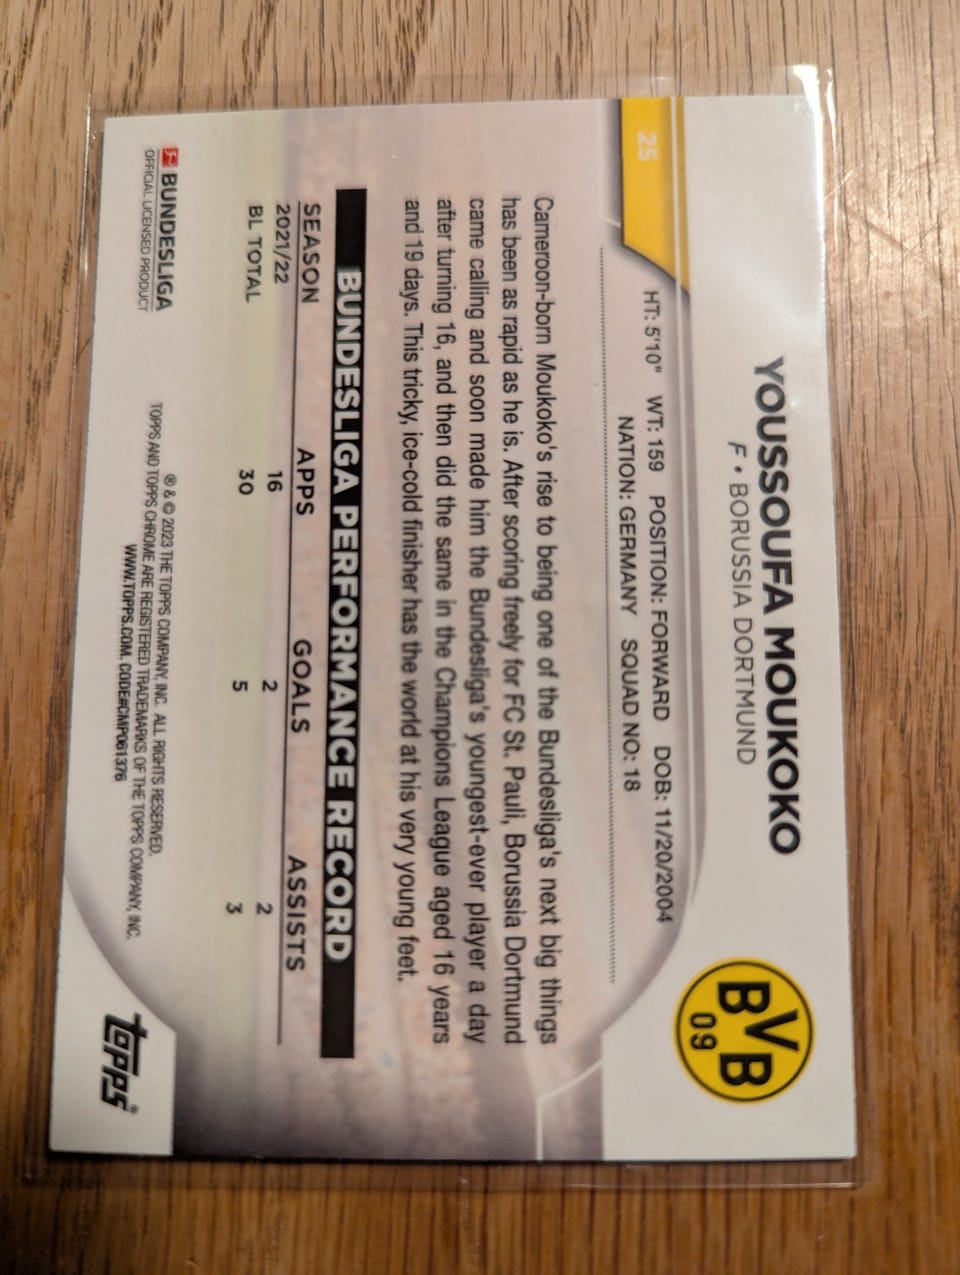 25
YOUSSOUFA MOUKOKO
F • BORUSSIA DORTMUND
BVB
09
HT: 5'10" WT: 159 POSITION: FORWARD DOB: 11/20/2004
NATION: GERMANY SQUAD NO: 18
Cameroon-born Moukoko's rise to being one of the Bundesliga's next big things
has been as rapid as he is. After scoring freely for FC St. Pauli, Borussia Dortmund
came calling and soon made him the Bundesliga's youngest-ever player a day
after turning 16, and then did the same in the Champions League aged 16 years
and 19 days. This tricky, ice-cold finisher has the world at his very young feet.
BUNDESLIGA PERFORMANCE RECORD
SEASON APPS GOALS ASSISTS
2021/22 16 2 2
BL TOTAL 30 5 3
BUNDESLIGA
OFFICIAL LICENSED PRODUCT
® & © 2023 THE TOPPS COMPANY, INC. ALL RIGHTS RESERVED.
TOPPS AND TOPPS CHROME ARE REGISTERED TRADEMARKS OF THE TOPPS COMPANY, INC.
WWW.TOPPS.COM. CODE#CMP061376
topps®